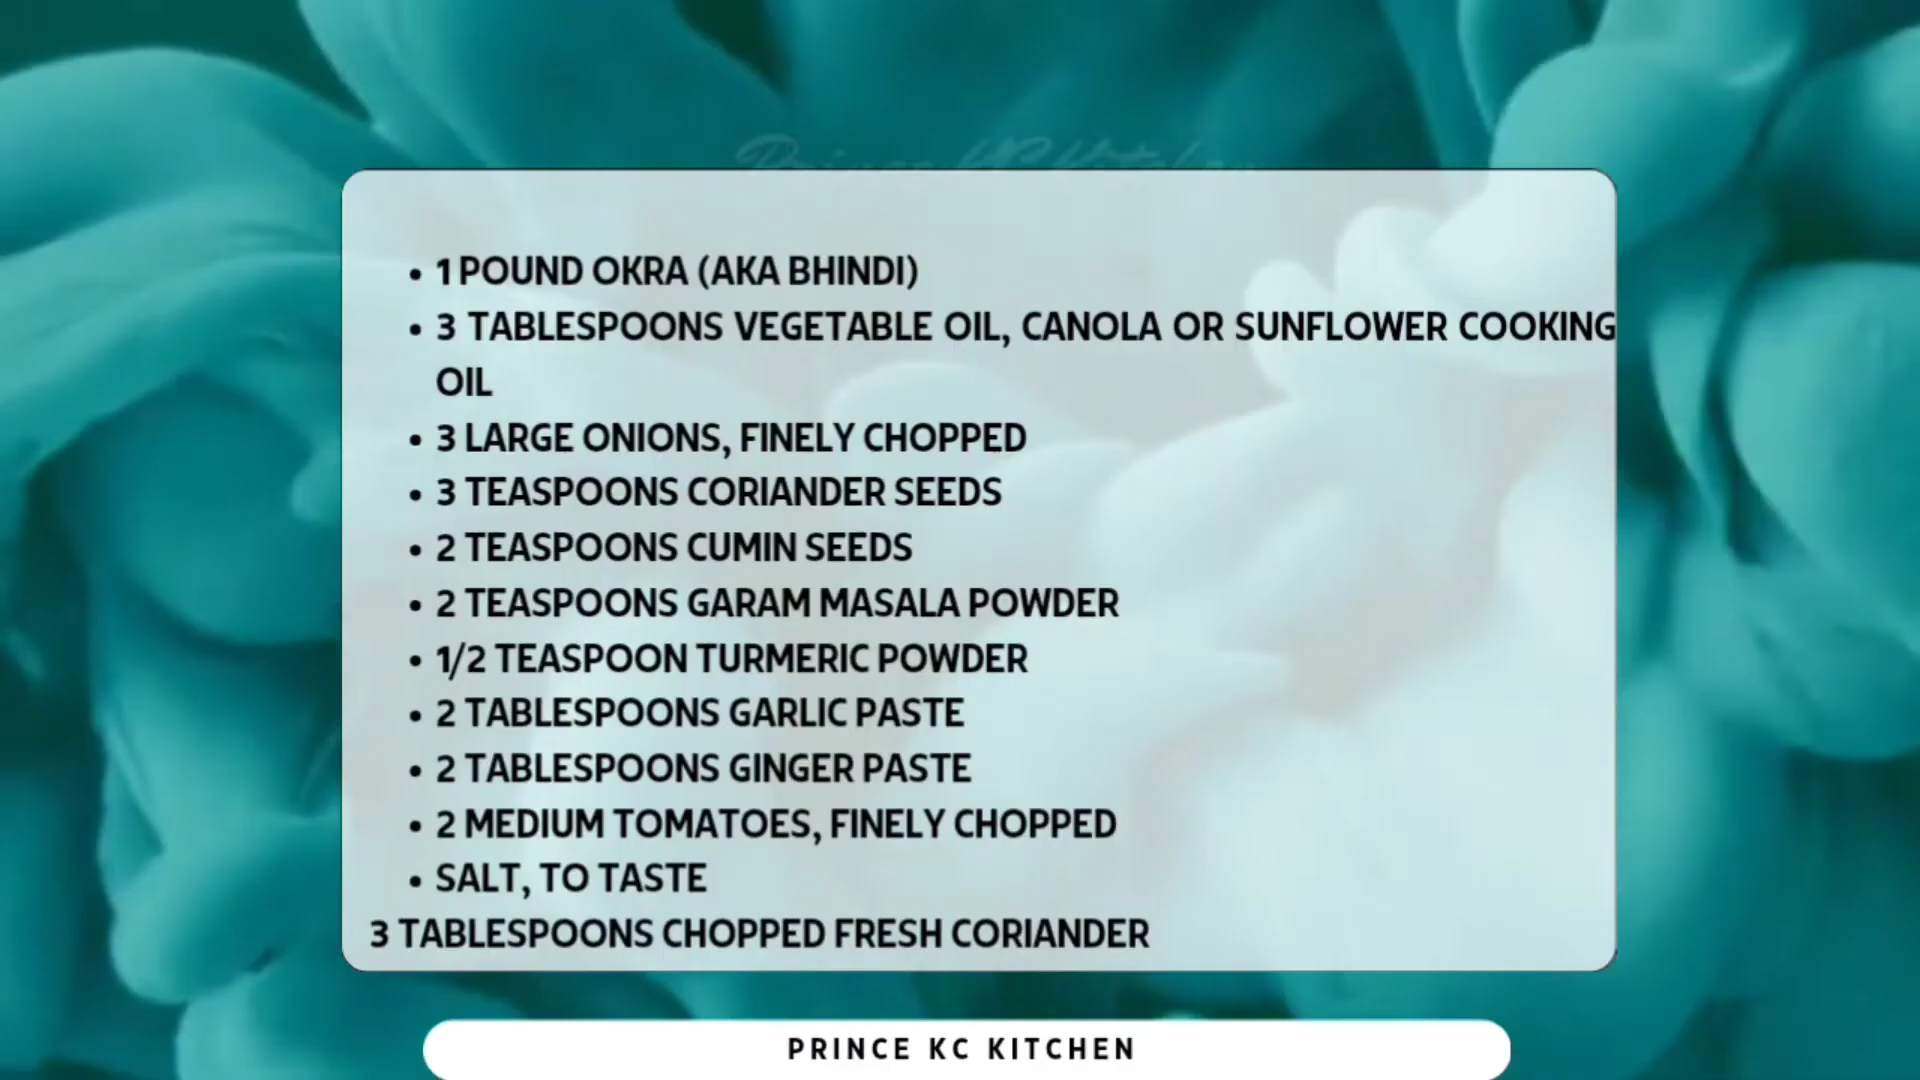 Prince KC Kitchen
• 1 POUND OKRA (AKA BHINDI)
• 3 TABLESPOONS VEGETABLE OIL, CANOLA OR SUNFLOWER COOKING
OIL
• 3 LARGE ONIONS, FINELY CHOPPED
• 3 TEASPOONS CORIANDER SEEDS
• 2 TEASPOONS CUMIN SEEDS
• 2 TEASPOONS GARAM MASALA POWDER
• 1/2 TEASPOON TURMERIC POWDER
• 2 TABLESPOONS GARLIC PASTE
• 2 TABLESPOONS GINGER PASTE
• 2 MEDIUM TOMATOES, FINELY CHOPPED
• SALT, TO TASTE
3 TABLESPOONS CHOPPED FRESH CORIANDER
PRINCE KC KITCHEN